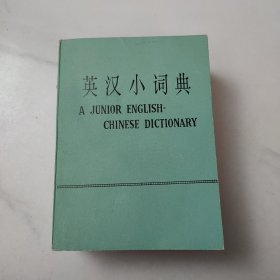 英汉小词典
A JUNIOR ENGLISH-
CHINESE DICTIONARY